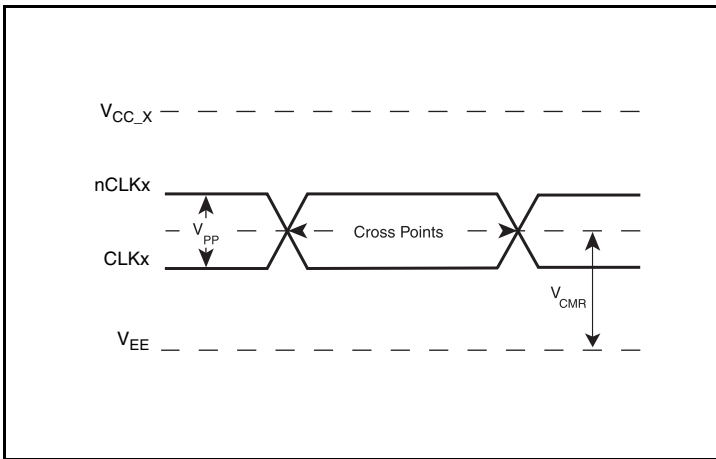 V_CC_X
nCLKx
V_PP
Cross Points
CLKx
V_CMR
V_EE